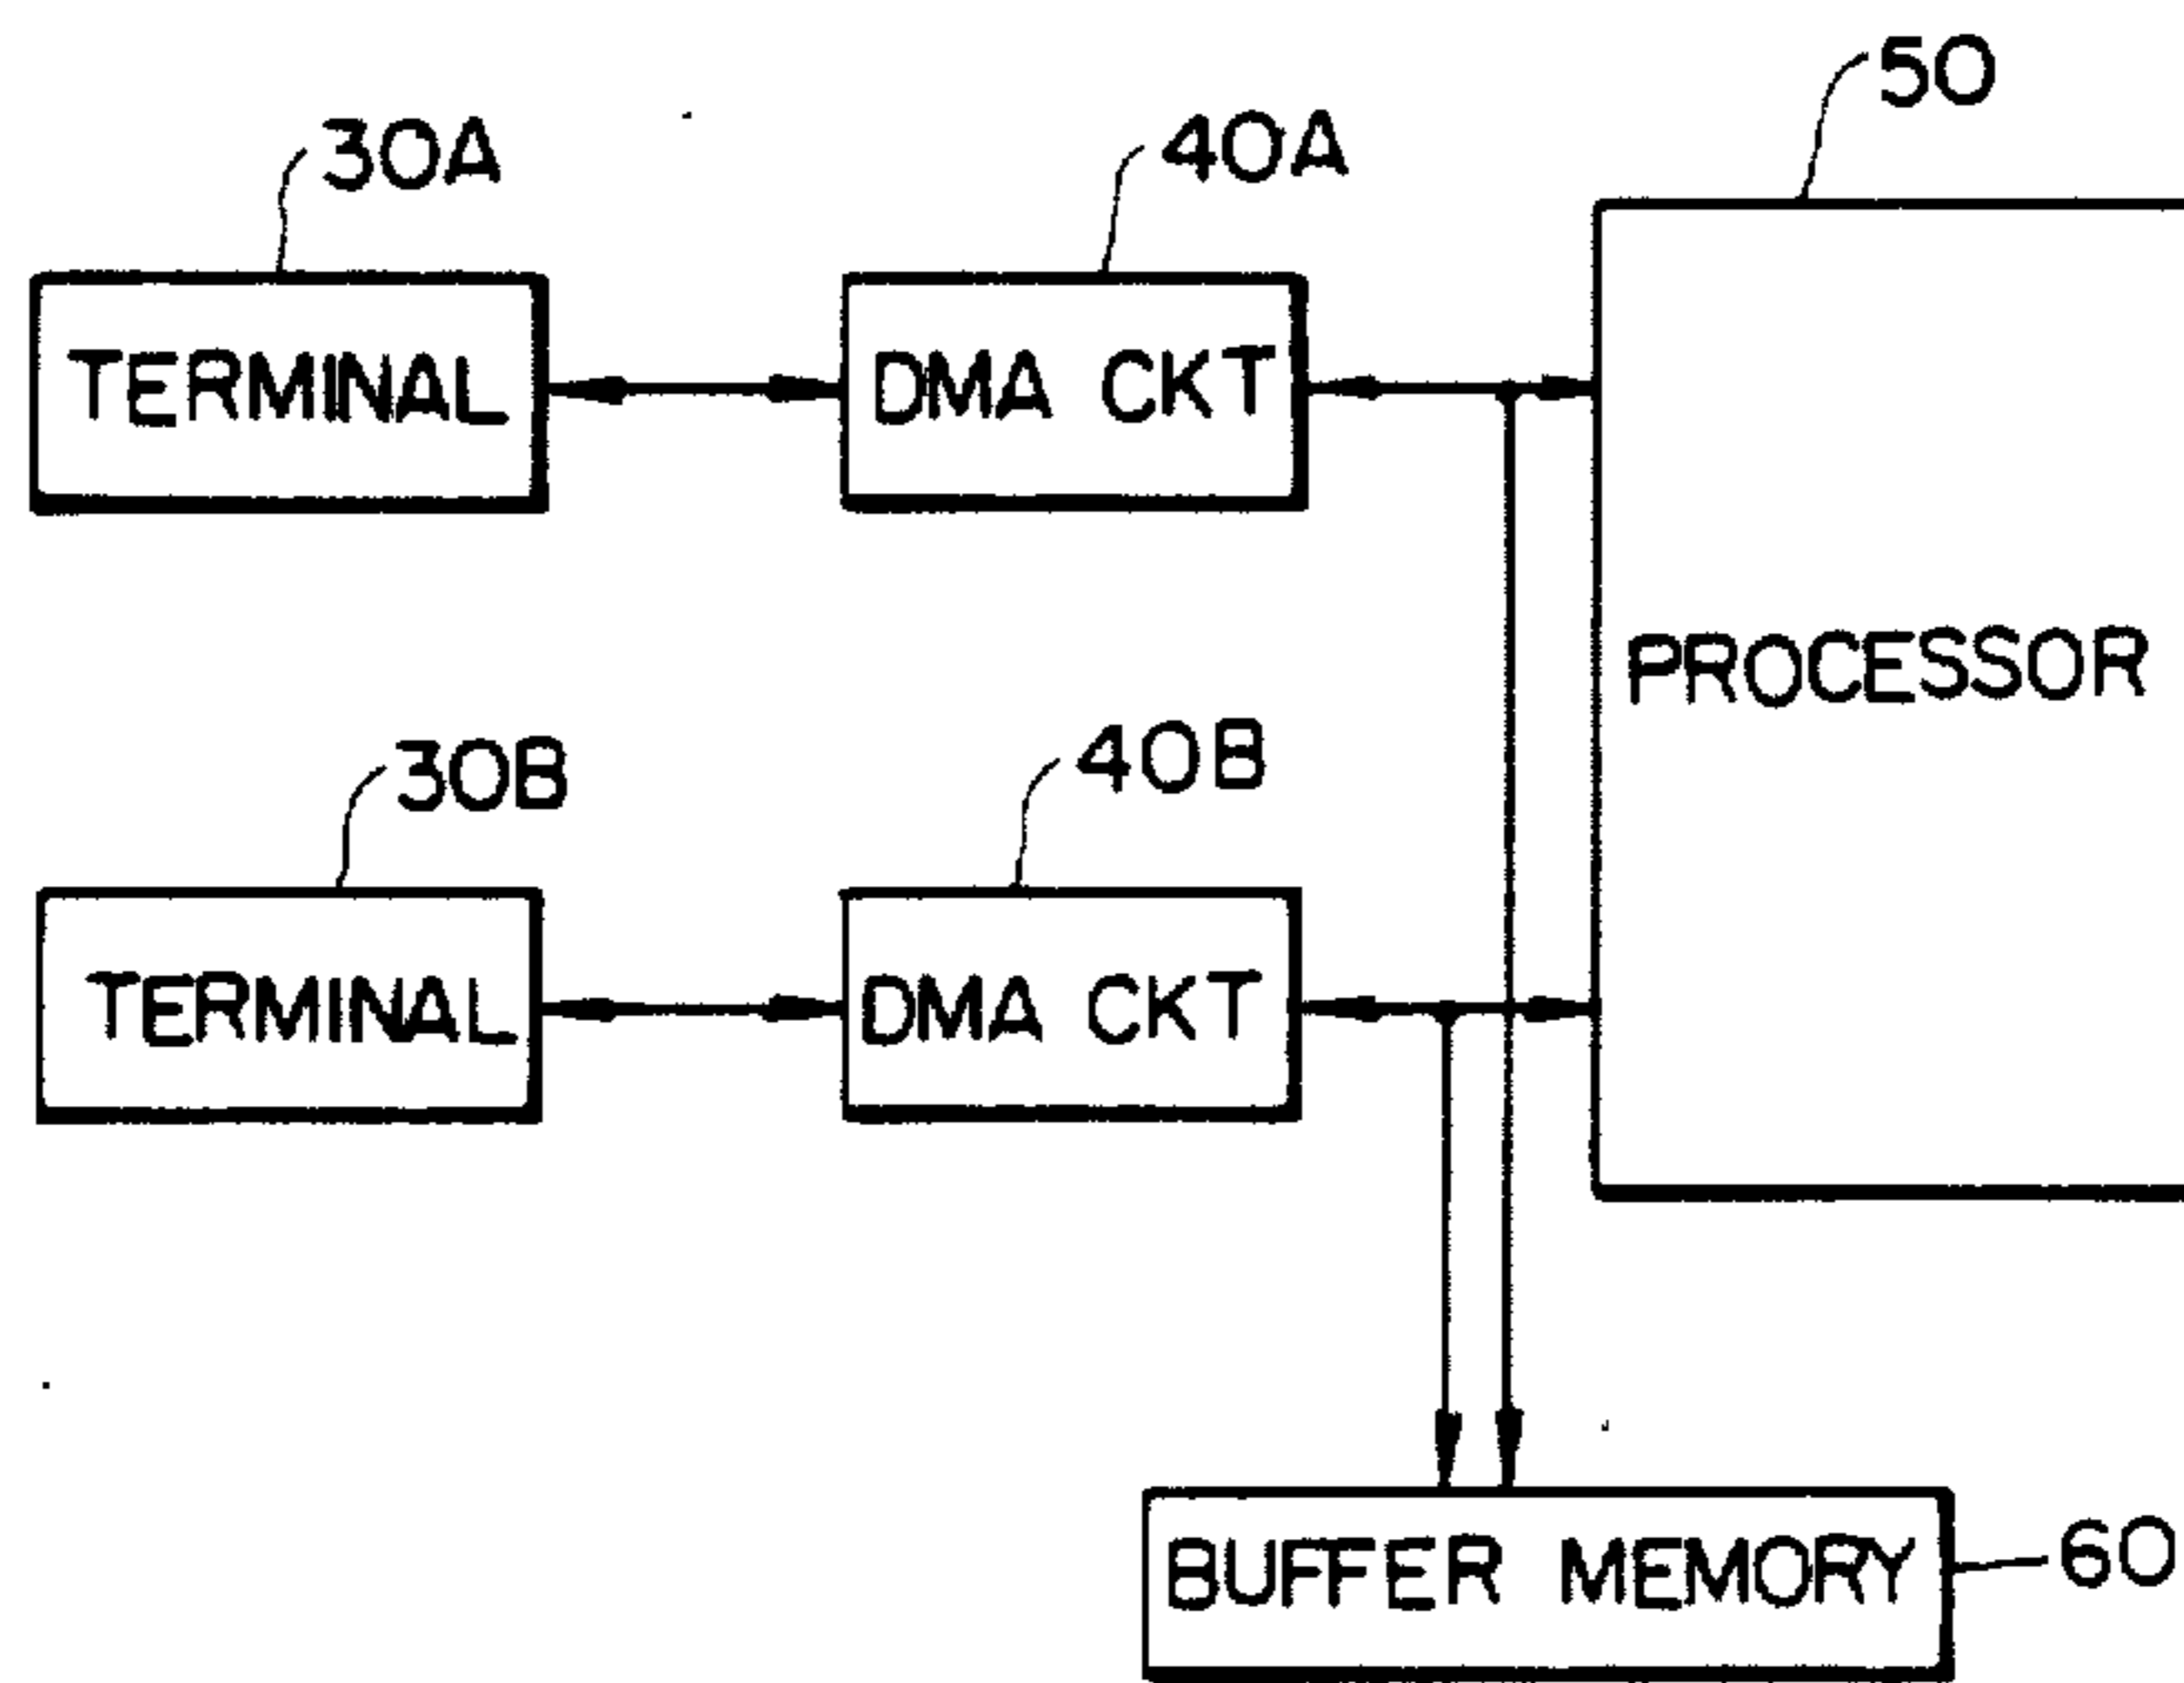 50
30A
40A
TERMINAL
DMA CKT
PROCESSOR
30B
40B
TERMINAL
DMA CKT
BUFFER MEMORY
60